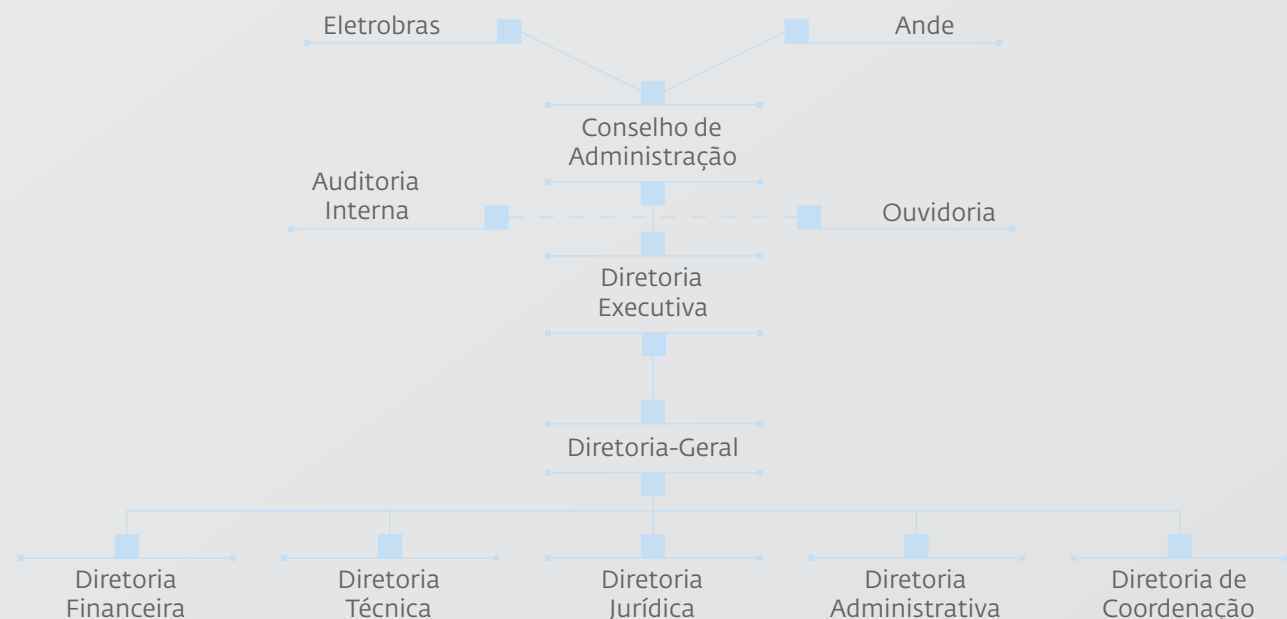 Eletrobras
Ande
Conselho de
Administração
Auditoria
Interna
Ouvidoria
Diretoria
Executiva
Diretoria-Geral
Diretoria
Financeira
Diretoria
Técnica
Diretoria
Jurídica
Diretoria
Administrativa
Diretoria de
Coordenação